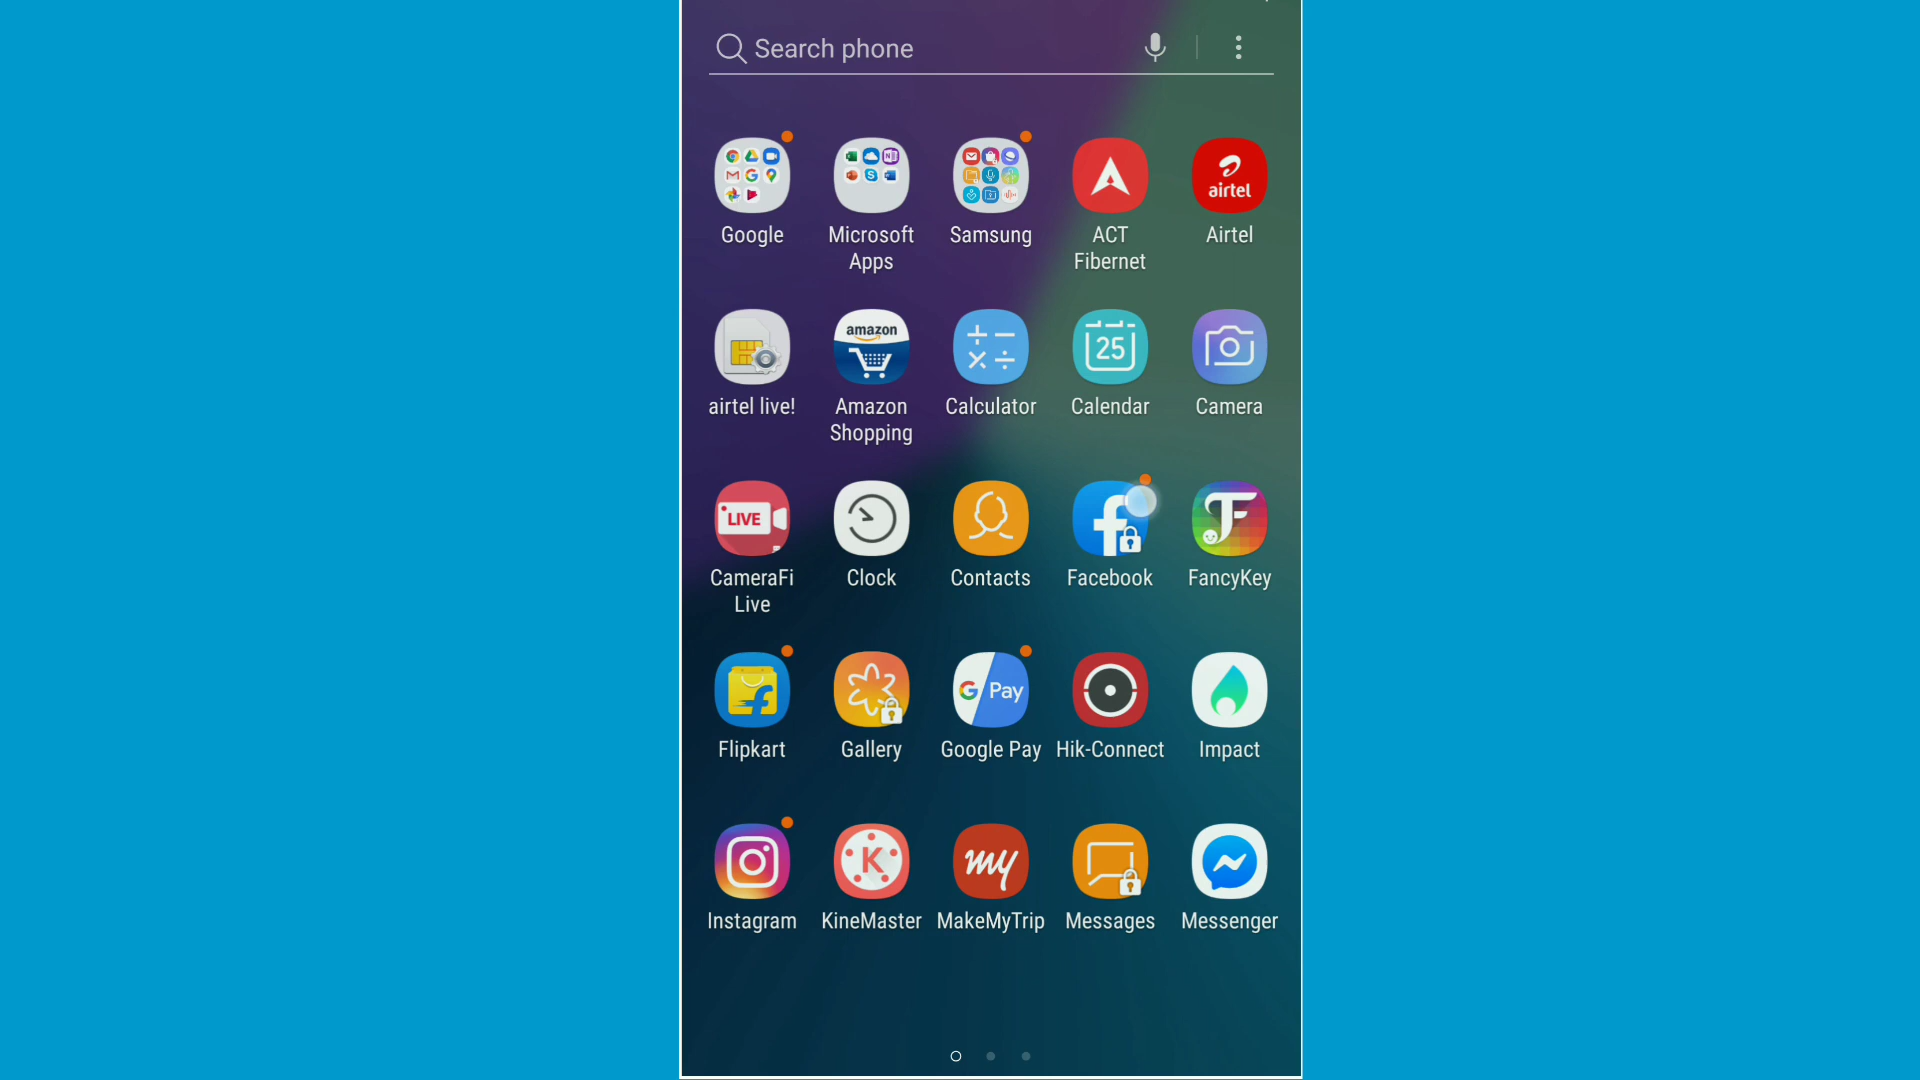 Search phone
airtel
Google
Microsoft
Apps
Samsung
ACT
Fibernet
Airtel
amazon
25
airtel live!
Amazon
Shopping
Calculator
Calendar
Camera
LIVE
CameraFi
Live
Clock
Contacts
Facebook
FancyKey
G Pay
Flipkart
Gallery
Google Pay
Hik-Connect
Impact
K
my
Instagram
KineMaster
MakeMyTrip
Messages
Messenger